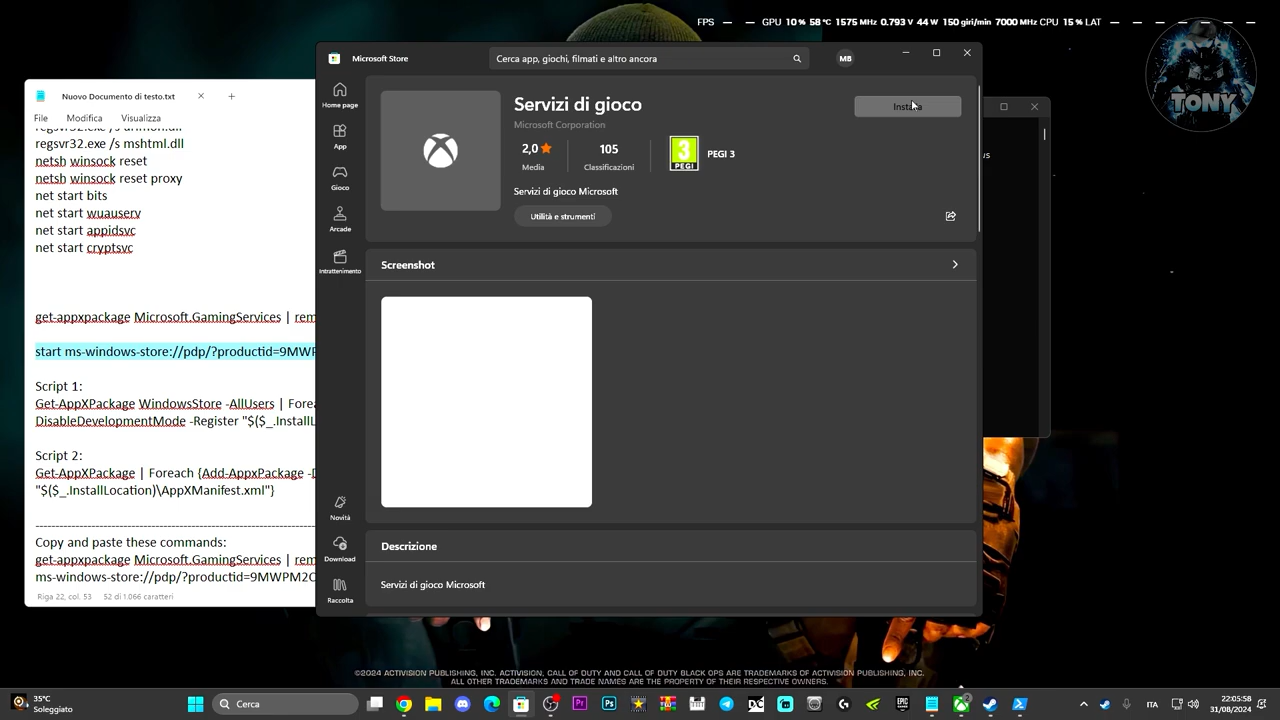 FPS — — GPU 10 % 58 °C 1575 MHz 0.793 V 44 W 150 giri/min 7000 MHz CPU 15 % LAT — — — — — —
TONY
Nuovo Documento di testo.txt
File Modifica Visualizza
regsvr32.exe /s mshtml.dll
netsh winsock reset
netsh winsock reset proxy
net start bits
net start wuauserv
net start appidsvc
net start cryptsvc
get-appxpackage Microsoft.GamingServices | rem
start ms-windows-store://pdp/?productid=9MWP
Script 1:
Get-AppXPackage WindowsStore -AllUsers | Forea
DisableDevelopmentMode -Register "$($_.InstallL
Script 2:
Get-AppXPackage | Foreach {Add-AppxPackage -D
"$($_.InstallLocation)\AppXManifest.xml"}
Copy and paste these commands:
get-appxpackage Microsoft.GamingServices | rem
ms-windows-store://pdp/?productid=9MWPM2C
Riga 22, col. 53 52 di 1.066 caratteri
Microsoft Store
Cerca app, giochi, filmati e altro ancora
MB
Home page
App
Gioco
Arcade
Intrattenimento
Novità
Download
Raccolta
Servizi di gioco
Microsoft Corporation
Installa
2,0
Media
105
Classificazioni
3
PEGI
PEGI 3
Servizi di gioco Microsoft
Utilità e strumenti
Screenshot
Descrizione
Servizi di gioco Microsoft
©2024 ACTIVISION PUBLISHING, INC. ACTIVISION, CALL OF DUTY AND CALL OF DUTY BLACK OPS ARE TRADEMARKS OF ACTIVISION PUBLISHING, INC.
ALL OTHER TRADEMARKS AND TRADE NAMES ARE THE PROPERTY OF THEIR RESPECTIVE OWNERS.
35°C
Soleggiato
Cerca
ITA
22:05:58
31/08/2024